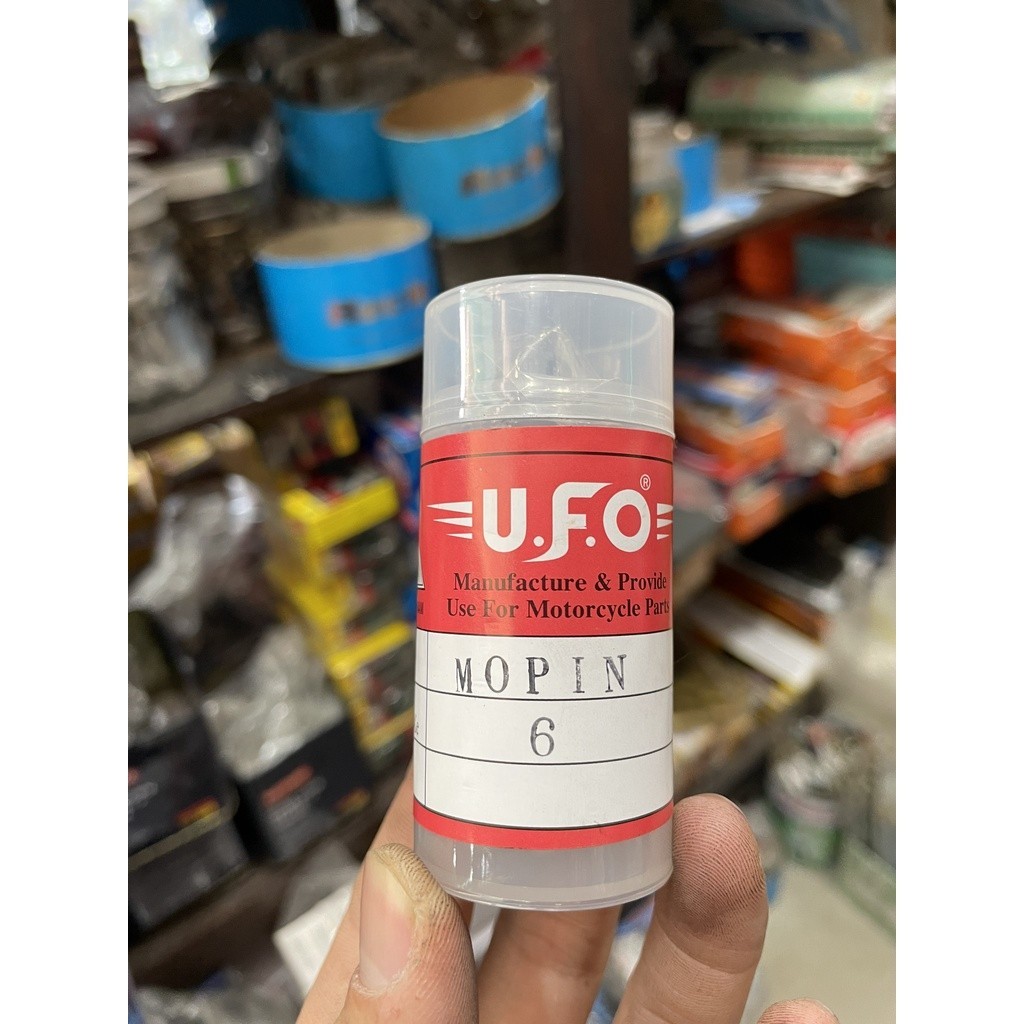 U.F.O®
Manufacture & Provide
Use For Motorcycle Parts
MOPIN
6